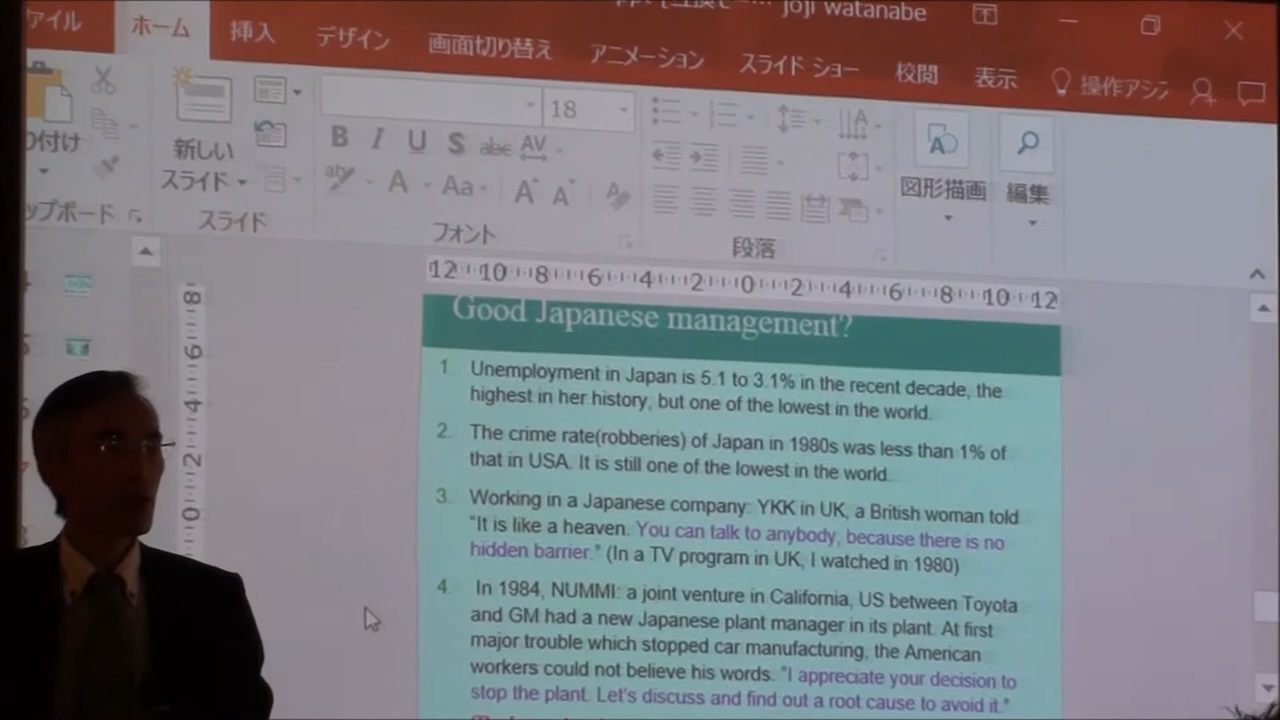 joji watanabe
ァイル ホーム 挿入 デザイン 画面切り替え アニメーション スライド ショー 校閲 表示 操作アシ
18
B I U S abc AV
付け 新しい
スライド
A Aa A A
図形描画 編集
ップボード スライド フォント 段落
12 10 8 6 4 2 0 2 4 6 8 10 12
8
6
4
2
0
Good Japanese management?
1. Unemployment in Japan is 5.1 to 3.1% in the recent decade, the
highest in her history, but one of the lowest in the world.
2. The crime rate(robberies) of Japan in 1980s was less than 1% of
that in USA. It is still one of the lowest in the world.
3. Working in a Japanese company: YKK in UK, a British woman told
“It is like a heaven. You can talk to anybody, because there is no
hidden barrier.” (In a TV program in UK, I watched in 1980)
4. In 1984, NUMMI: a joint venture in California, US between Toyota
and GM had a new Japanese plant manager in its plant. At first
major trouble which stopped car manufacturing, the American
workers could not believe his words. “I appreciate your decision to
stop the plant. Let's discuss and find out a root cause to avoid it.”